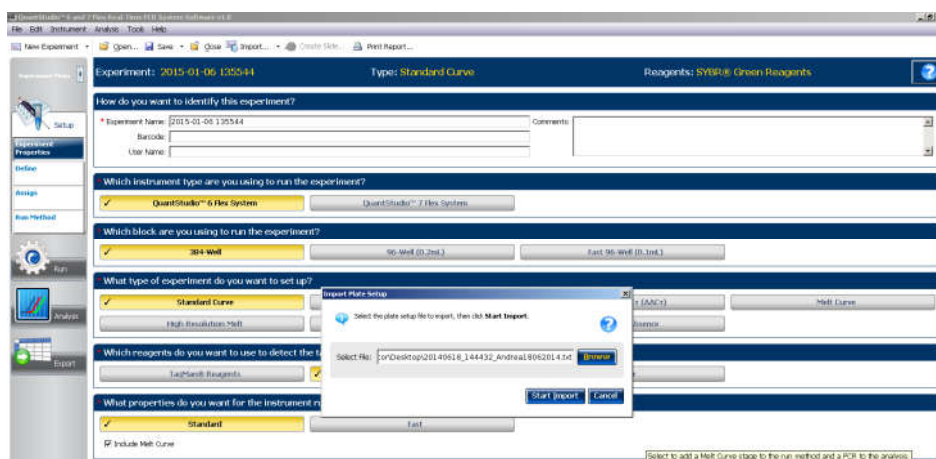 QuantStudio™ 6 and 7 Flex Real-Time PCR System Software v1.0
File Edit Instrument Analysis Tools Help
New Experiment Open... Save Close Import... Create Slide... Print Report...
Experiment: 2015-01-06 135544 Type: Standard Curve Reagents: SYBR® Green Reagents
How do you want to identify this experiment?
* Experiment Name: 2015-01-06 135544 Comments:
Barcode:
User Name:
Setup
Experiment Properties
Define
Assign
Run Method
Run
Analysis
Export
* Which instrument type are you using to run the experiment?
✓ QuantStudio™ 6 Flex System QuantStudio™ 7 Flex System
* Which block are you using to run the experiment?
✓ 384-Well 96-Well (0.2mL) Fast 96-Well (0.1mL)
* What type of experiment do you want to set up?
✓ Standard Curve Melt Curve
High Resolution Melt
Import Plate Setup
Select the plate setup file to import, then click Start Import.
Select File: tor\Desktop\20140618_144432_Andrea18062014.txt Browse
Start Import Cancel
* Which reagents do you want to use to detect the
TaqMan® Reagents
* What properties do you want for the instrument
✓ Standard Fast
Include Melt Curve
Select to add a Melt Curve stage to the run method and a PCR to the analysis.